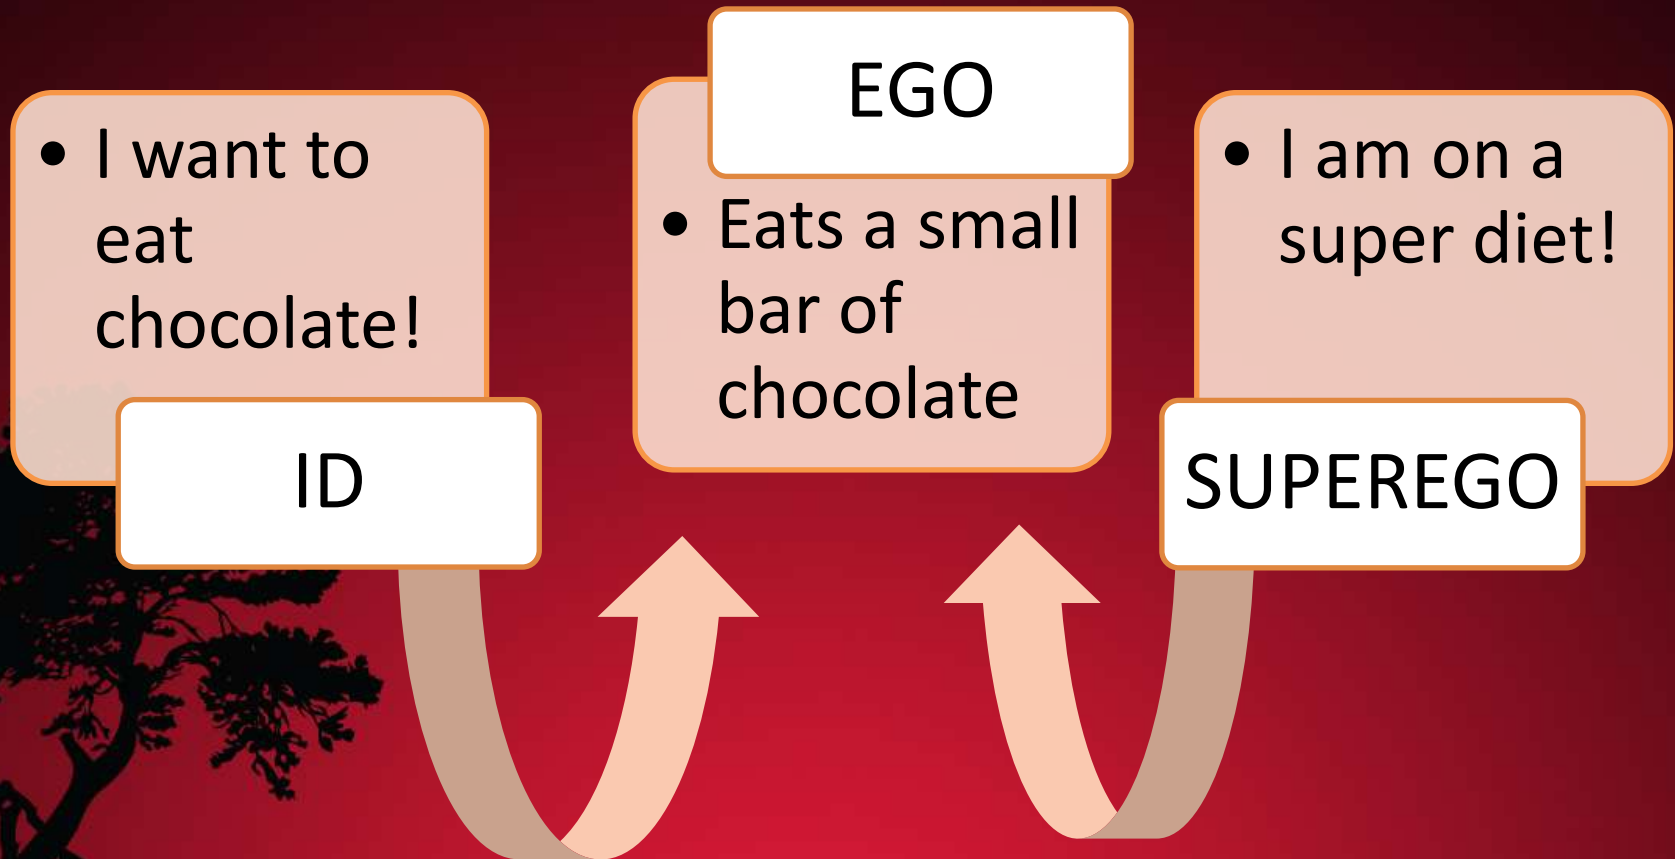 • I want to
eat
chocolate!
ID
EGO
• Eats a small
bar of
chocolate
• I am on a
super diet!
SUPEREGO